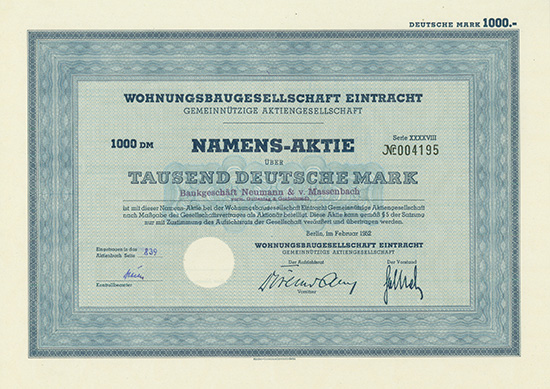 DEUTSCHE MARK 1000.-
WOHNUNGSBAUGESELLSCHAFT EINTRACHT
GEMEINNÜTZIGE AKTIENGESELLSCHAFT
1000 DM NAMENS-AKTIE Serie XXXXVIII
№ 004195
ÜBER
TAUSEND DEUTSCHE MARK
Baukgeschäft Neumann & v. Massenbach
ist mit dieser Namens-Aktie bei der Wohnungsbaugesellschaft Eintracht Gemeinnützige Aktiengesellschaft
nach Maßgabe des Gesellschaftsvertrages als Aktionär beteiligt. Diese Aktie kann gemäß § 5 der Satzung
nur mit Zustimmung des Aufsichtsrats der Gesellschaft veräußert und übertragen werden.
Berlin, im Februar 1952
Eingetragen in das
Aktienbuch Seite 839
WOHNUNGSBAUGESELLSCHAFT EINTRACHT
GEMEINNÜTZIGE AKTIENGESELLSCHAFT
Der Aufsichtsrat Der Vorstand
Kontrollbeamter
Vorsitzer